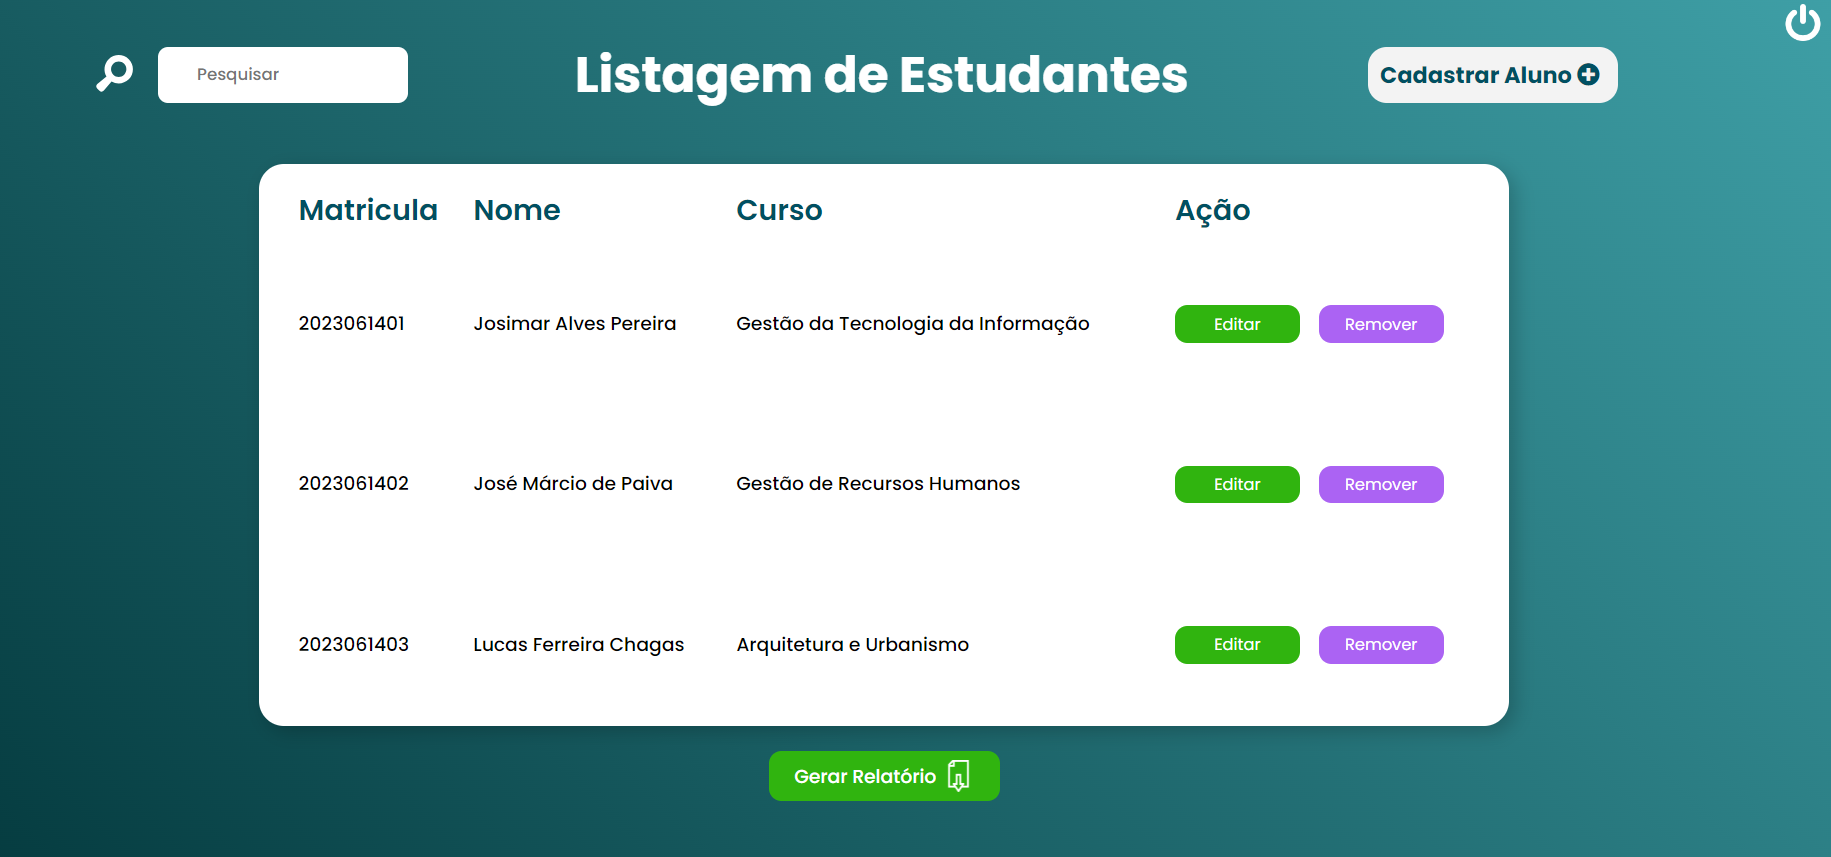 Pesquisar
Listagem de Estudantes
Cadastrar Aluno
Matricula Nome Curso Ação
2023061401 Josimar Alves Pereira Gestão da Tecnologia da Informação Editar Remover
2023061402 José Márcio de Paiva Gestão de Recursos Humanos Editar Remover
2023061403 Lucas Ferreira Chagas Arquitetura e Urbanismo Editar Remover
Gerar Relatório